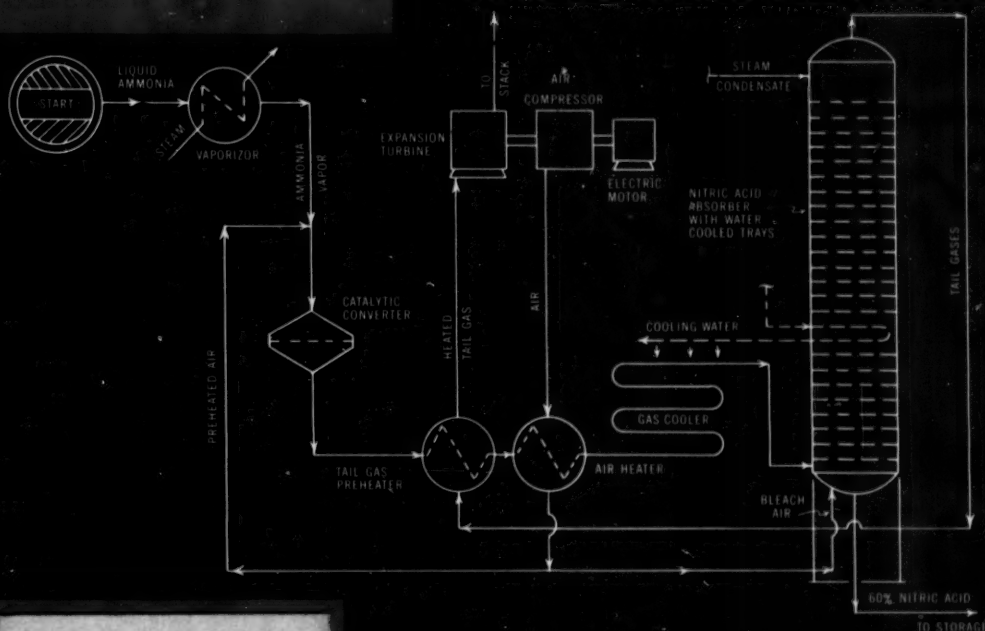 START
LIQUID
AMMONIA
STEAM
VAPORIZOR
AMMONIA
VAPOR
TO
STACK
AIR
COMPRESSOR
EXPANSION
TURBINE
ELECTRIC
MOTOR
STEAM
CONDENSATE
NITRIC ACID
ABSORBER
WITH WATER
COOLED TRAYS
TAIL GASES
CATALYTIC
CONVERTER
PREHEATED AIR
HEATED
TAIL GAS
AIR
COOLING WATER
GAS COOLER
TAIL GAS
PREHEATER
AIR HEATER
BLEACH
AIR
60% NITRIC ACID
TO STORAGE